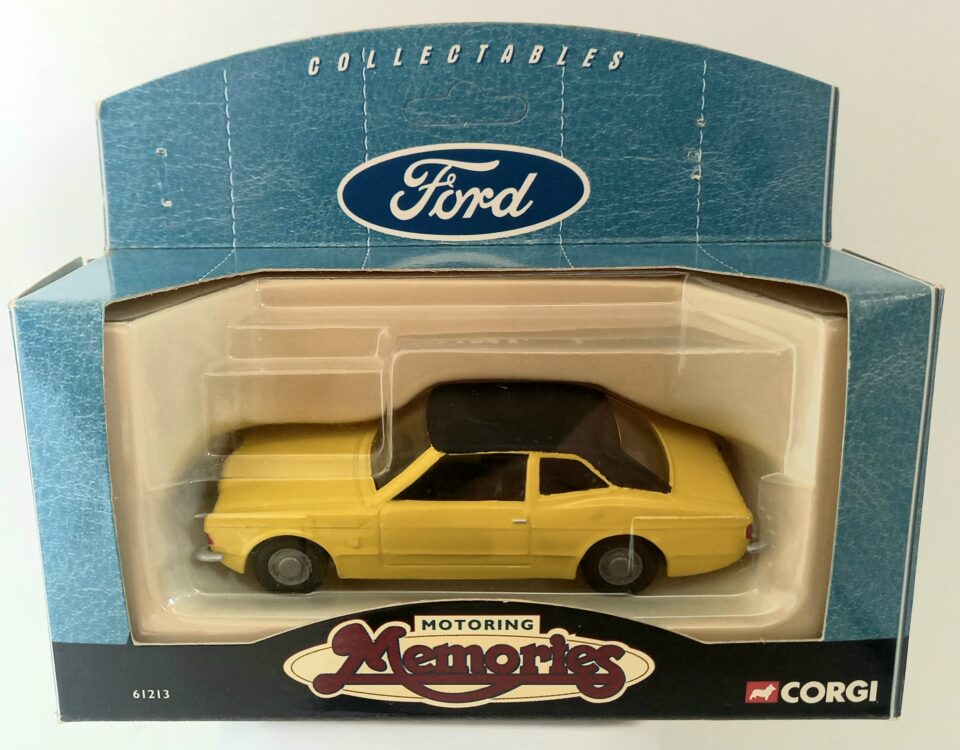 COLLECTABLES
Ford
MOTORING
Memories
61213
CORGI